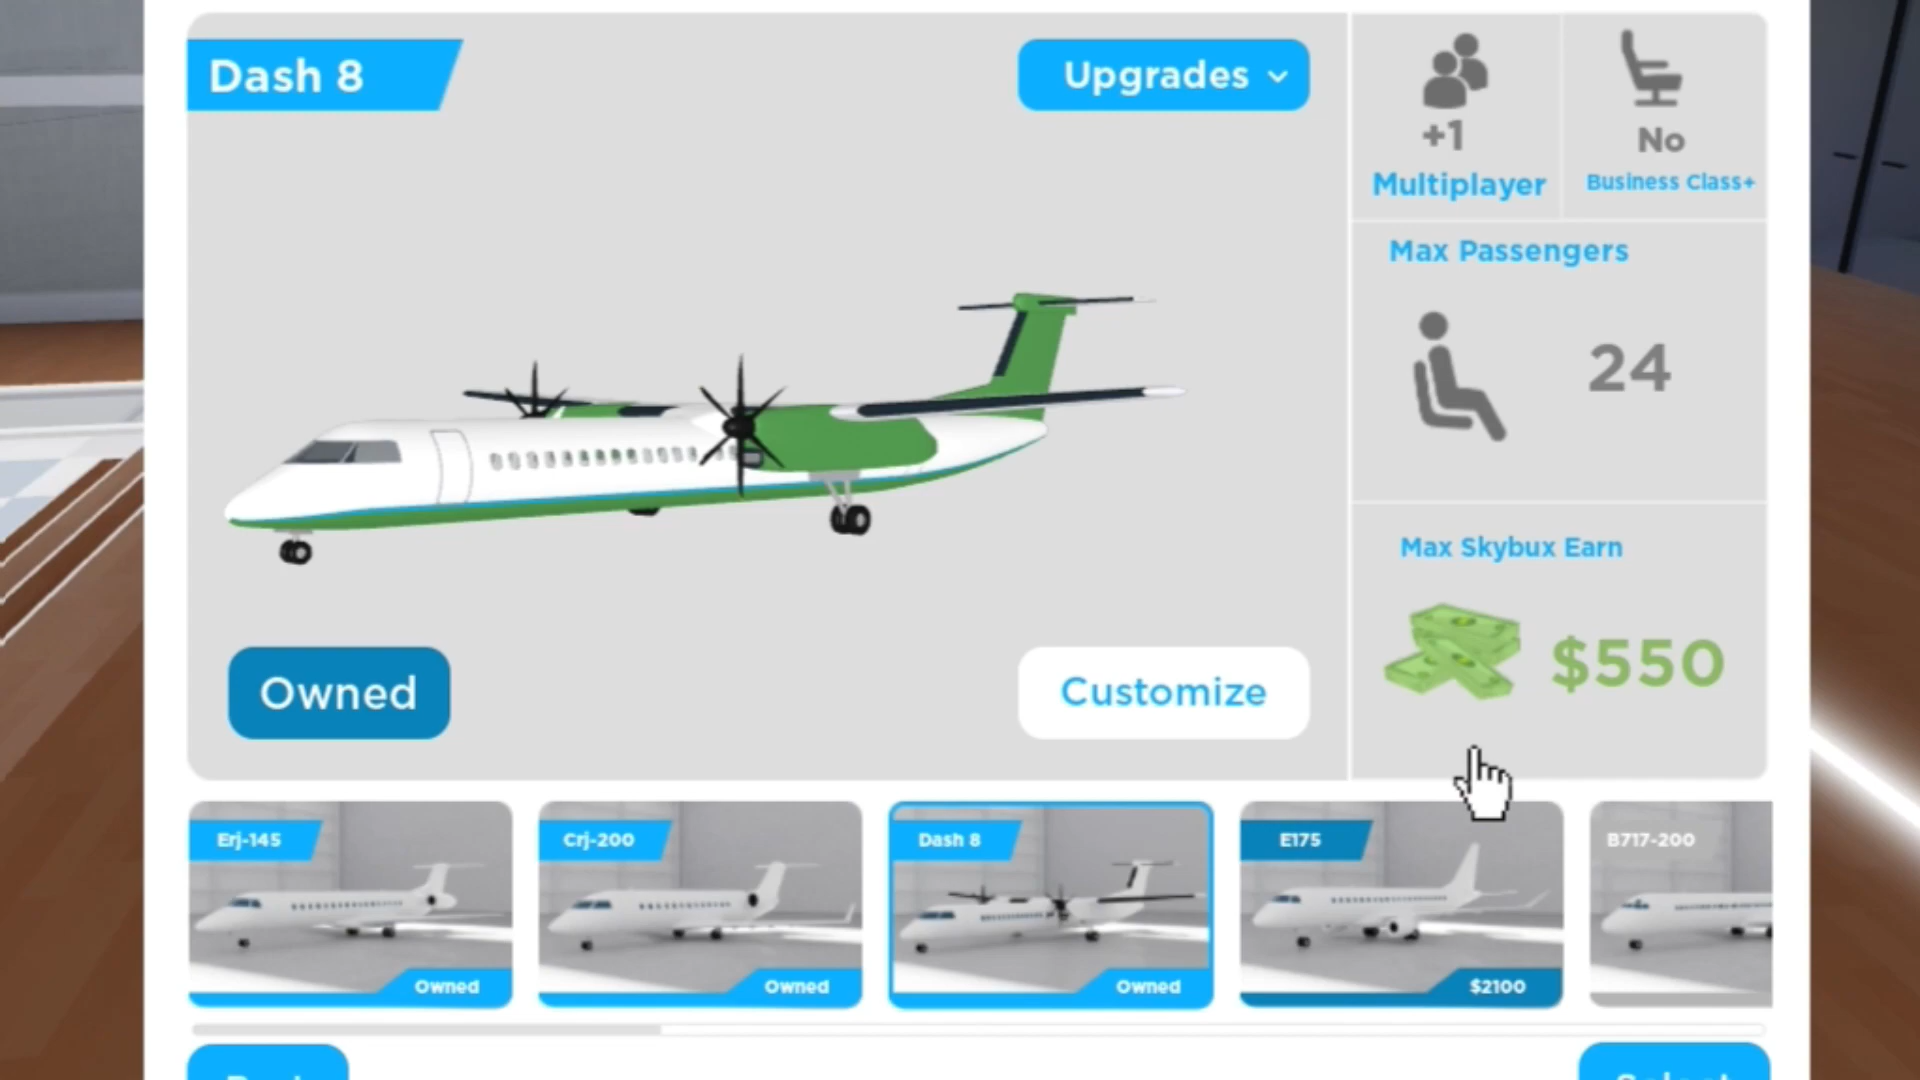 Dash 8
Upgrades
+1
Multiplayer
No
Business Class+
Max Passengers
24
Max Skybux Earn
$550
Owned
Customize
Erj-145
Owned
Crj-200
Owned
Dash 8
Owned
E175
$2100
B717-200